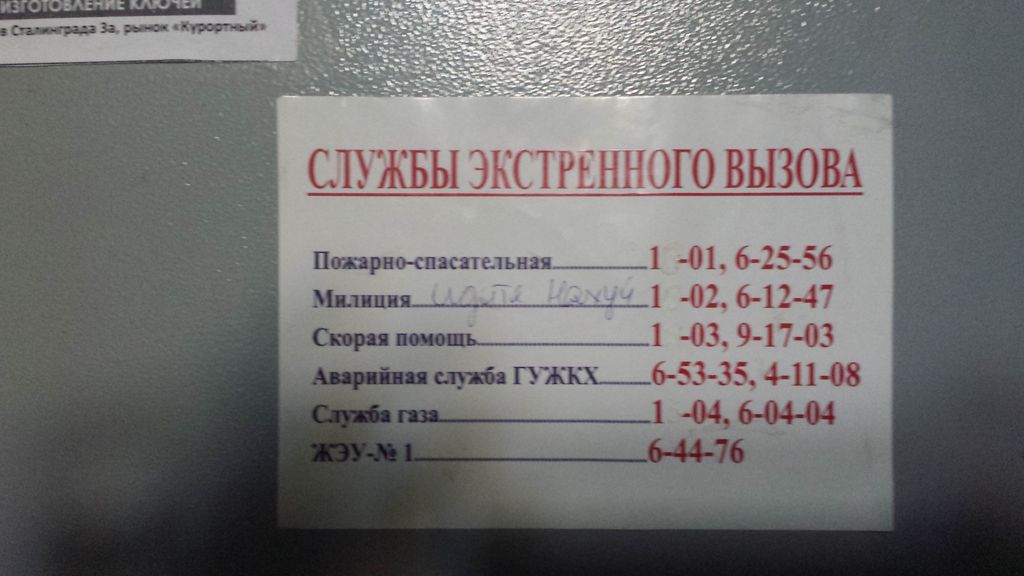 ИЗГОТОВЛЕНИЕ КЛЮЧЕЙ
в Сталинграда 3а, рынок «Курортный»
СЛУЖБЫ ЭКСТРЕННОГО ВЫЗОВА
Пожарно-спасательная 1 -01, 6-25-56
Милиция идите Нахуй 1 -02, 6-12-47
Скорая помощь 1 -03, 9-17-03
Аварийная служба ГУЖКХ 6-53-35, 4-11-08
Служба газа 1 -04, 6-04-04
ЖЭУ-№ 1 6-44-76